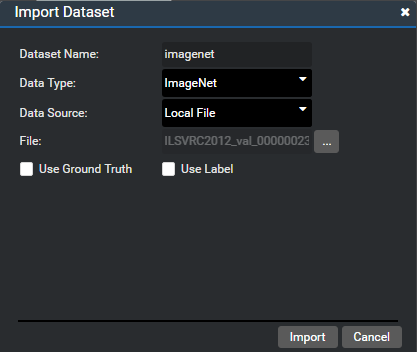 Import Dataset
Dataset Name: imagenet
Data Type: ImageNet
Data Source: Local File
File: ILSVRC2012_val_00000023 ...
Use Ground Truth Use Label
Import Cancel